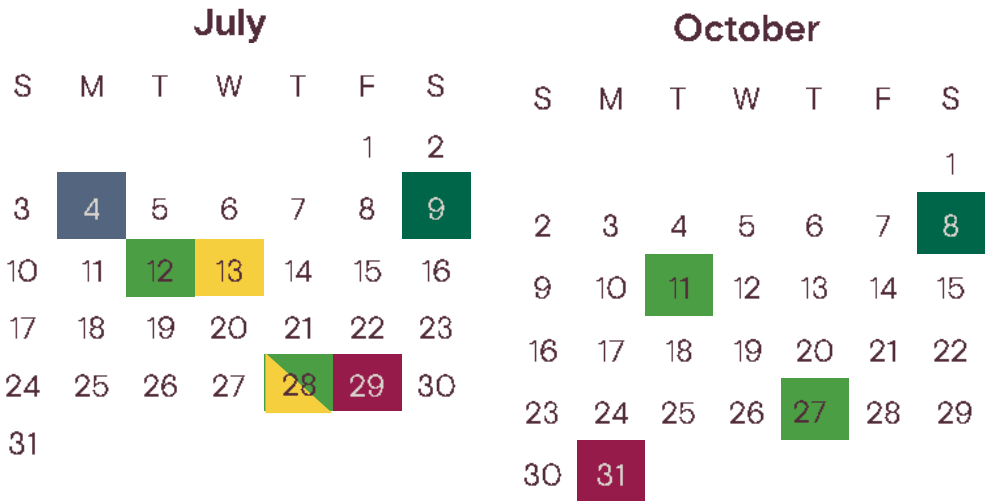 July
S M T W T F S
1 2
3 4 5 6 7 8 9
10 11 12 13 14 15 16
17 18 19 20 21 22 23
24 25 26 27 28 29 30
31
October
S M T W T F S
1
2 3 4 5 6 7 8
9 10 11 12 13 14 15
16 17 18 19 20 21 22
23 24 25 26 27 28 29
30 31